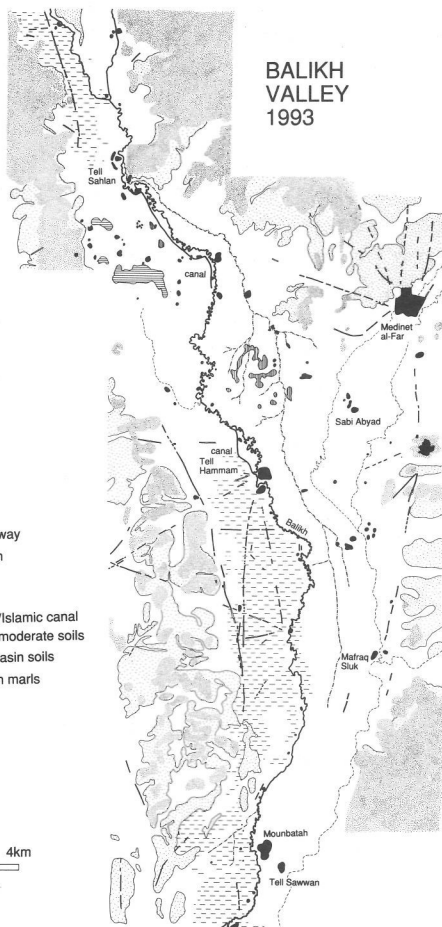 BALIKH
VALLEY
1993
Tell
Sahlan
canal
Medinet
al-Far
Sabi Abyad
canal
Tell
Hammam
Balikh
way
/Islamic canal
moderate soils
asin soils
n marls
Mafraq
Sluk
4km
Mounbatah
Tell Sawwan